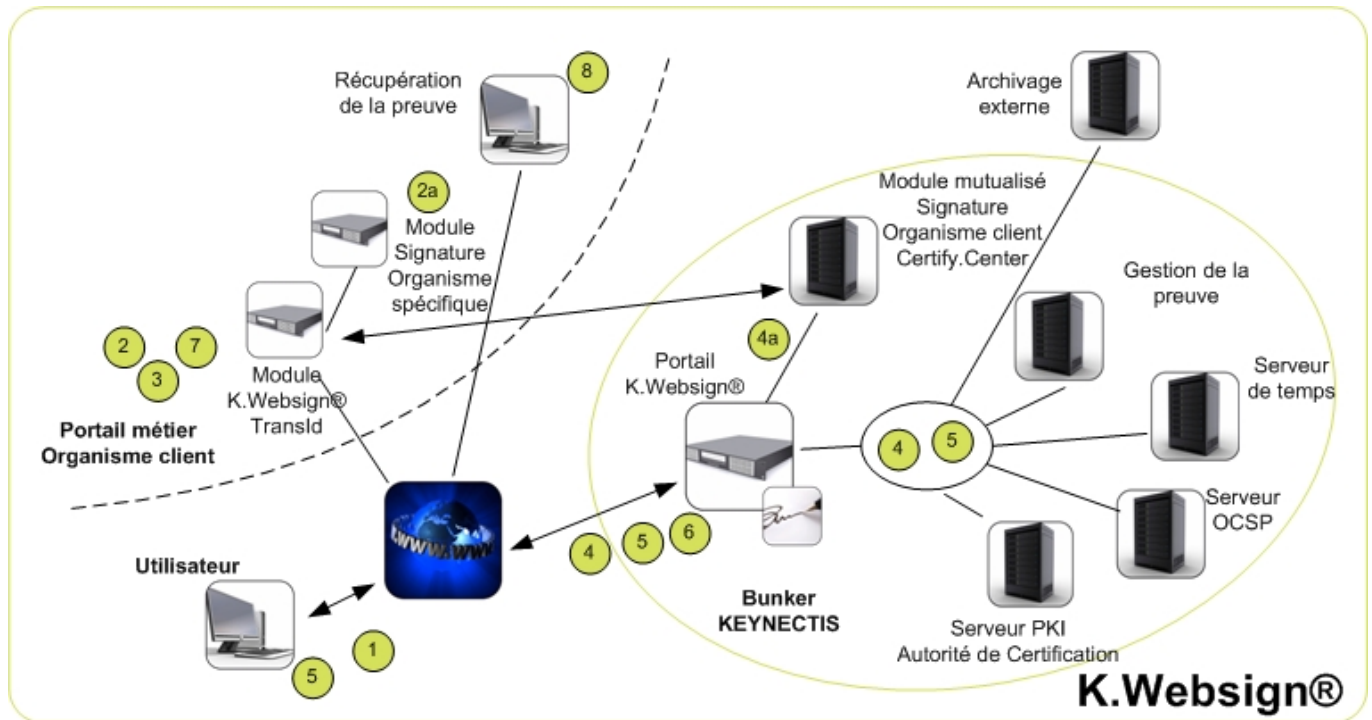 Récupération
de la preuve
8
2a
Module
Signature
Organisme
spécifique
2
7
3
Module
K.Websign®
TransId
Portail métier
Organisme client
Archivage
externe
Module mutualisé
Signature
Organisme client
Certify.Center
Gestion de la
preuve
4a
Portail
K.Websign®
Serveur
de temps
4
5
Serveur
OCSP
WWW.WWW
4
5
6
Utilisateur
1
5
Bunker
KEYNECTIS
Serveur PKI
Autorité de Certification
K.Websign®